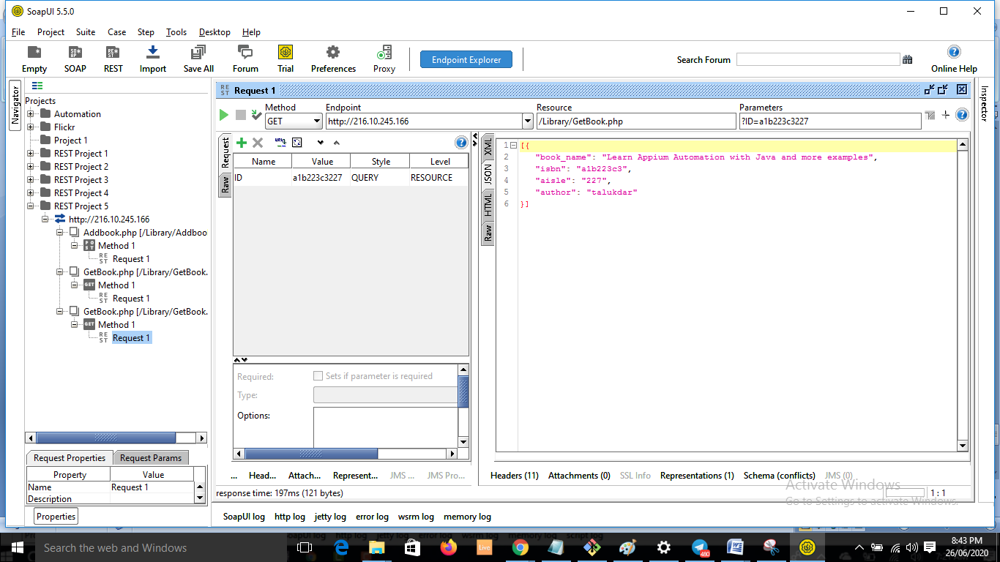 SoapUI 5.5.0
File Project Suite Case Step Tools Desktop Help
Empty SOAP REST Import Save All Forum Trial Preferences Proxy Endpoint Explorer Search Forum Online Help
Navigator
Projects
Automation
Flickr
Project 1
REST Project 1
REST Project 2
REST Project 3
REST Project 4
REST Project 5
http://216.10.245.166
Addbook.php [/Library/Addboo
Method 1
Request 1
GetBook.php [/Library/GetBook.
Method 1
Request 1
GetBook.php [/Library/GetBook.
Method 1
Request 1
Request Properties Request Params
Property Value
Name Request 1
Description
Properties
Request 1
Method Endpoint Resource Parameters
GET http://216.10.245.166 /Library/GetBook.php ?ID=a1b223c3227
Request
Raw
Name Value Style Level
ID a1b223c3227 QUERY RESOURCE
Required: Sets if parameter is required
Type:
Options:
... Head... Attach... Represent... JMS ... JMS Pro...
XML
JSON
HTML
Raw
1 [{
2 "book_name": "Learn Appium Automation with Java and more examples",
3 "isbn": "a1b223c3",
4 "aisle": "227",
5 "author": "talukdar"
6 }]
Headers (11) Attachments (0) SSL Info Representations (1) Schema (conflicts) JMS (0)
response time: 197ms (121 bytes)
1 : 1
Inspector
Activate Windows
Go to Settings to activate Windows.
SoapUI log http log jetty log error log wsrm log memory log
Search the web and Windows
Live
480
8:43 PM
26/06/2020